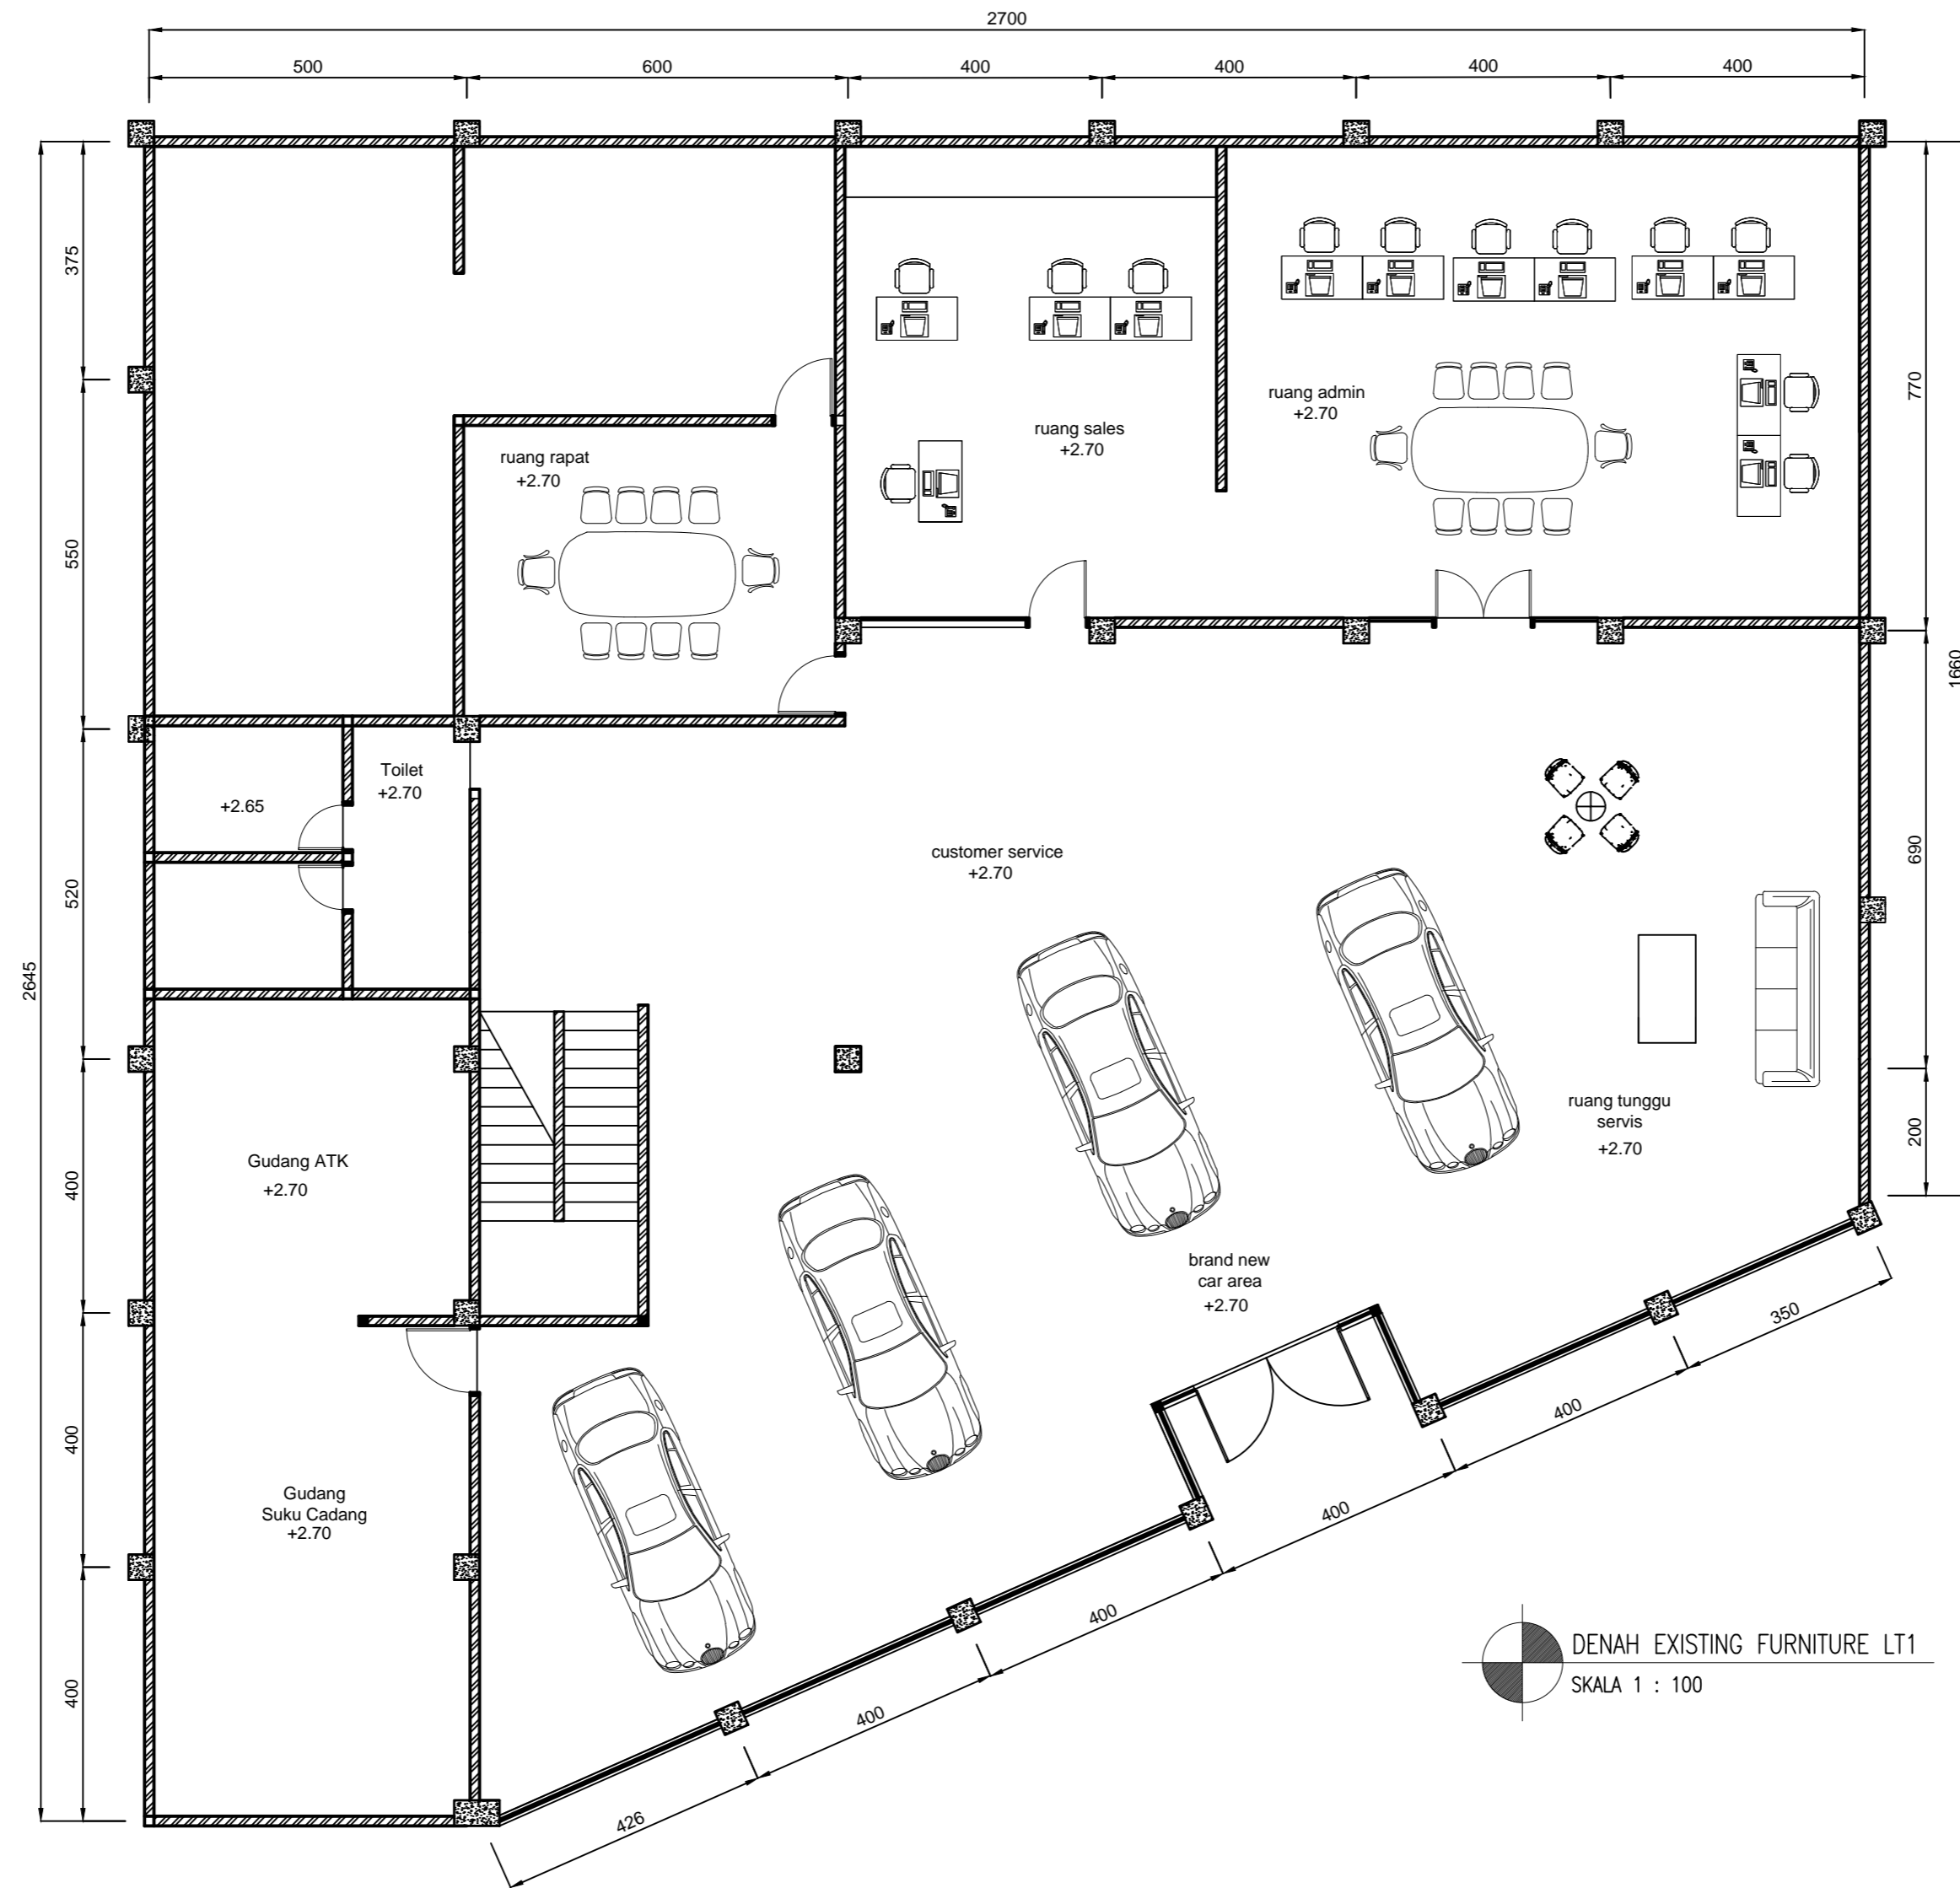 2700
500
600
400
400
400
400
375
550
520
400
400
400
2645
770
690
200
1660
ruang rapat
+2.70
ruang sales
+2.70
ruang admin
+2.70
Toilet
+2.70
+2.65
customer service
+2.70
ruang tunggu
servis
+2.70
Gudang ATK
+2.70
brand new
car area
+2.70
Gudang
Suku Cadang
+2.70
350
400
400
400
400
426
DENAH EXISTING FURNITURE LT1
SKALA 1 : 100